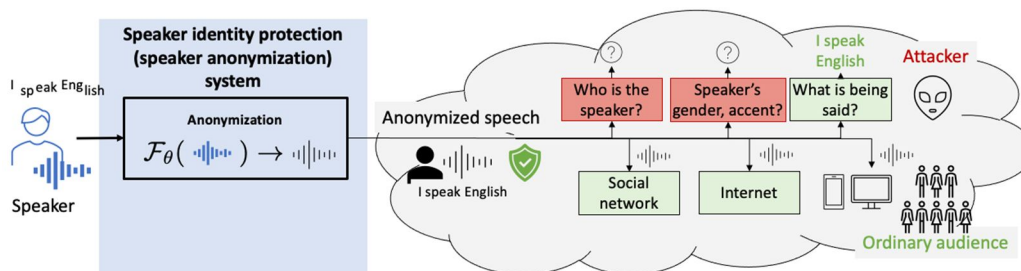 Speaker identity protection
(speaker anonymization)
system
I speak English
Speaker
Anonymization
𝓕θ( ) →
Anonymized speech
I speak English
?
Who is the
speaker?
?
Speaker's
gender, accent?
I speak
English
What is being
said?
Attacker
Social
network
Internet
Ordinary audience